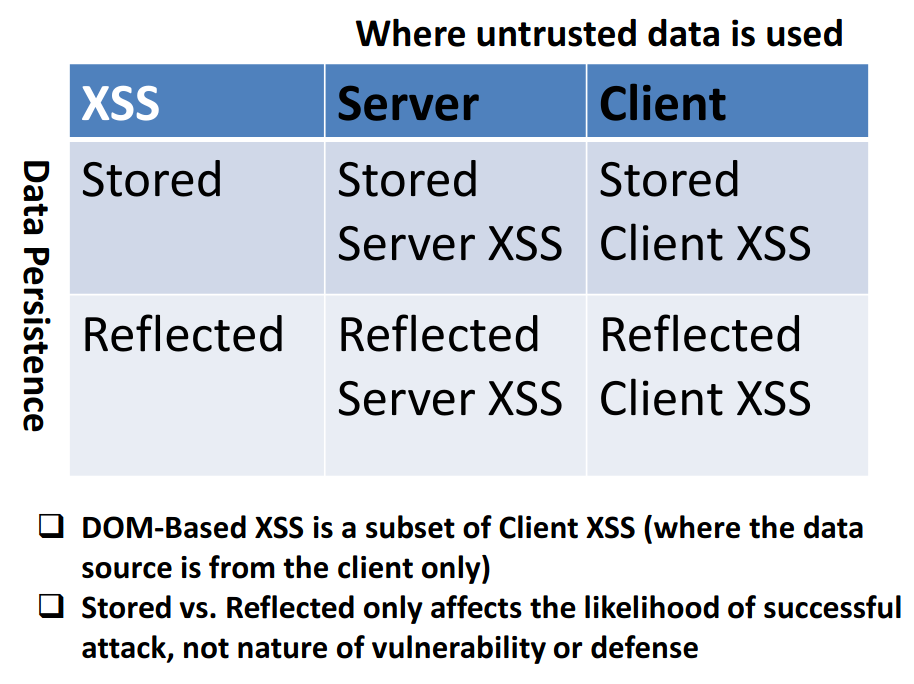 Where untrusted data is used
XSS Server Client
Data Persistence
Stored Stored Stored
Server XSS Client XSS
Reflected Reflected Reflected
Server XSS Client XSS
❑ DOM-Based XSS is a subset of Client XSS (where the data
source is from the client only)
❑ Stored vs. Reflected only affects the likelihood of successful
attack, not nature of vulnerability or defense